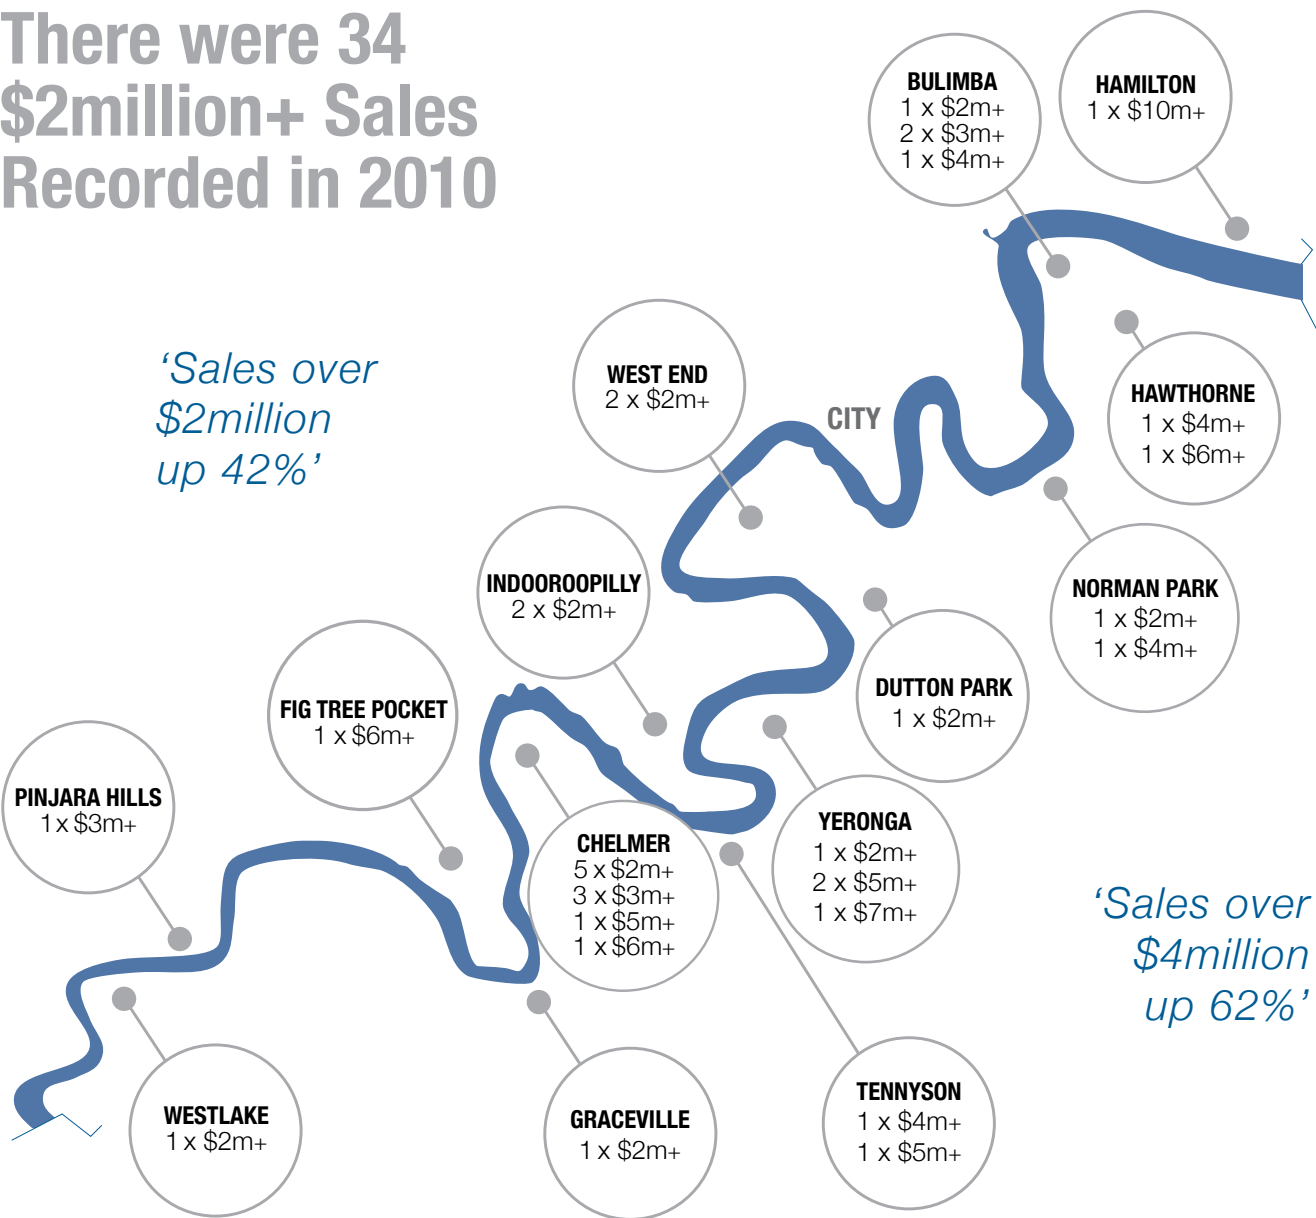 There were 34
$2million+ Sales
Recorded in 2010
BULIMBA
1 x $2m+
2 x $3m+
1 x $4m+
HAMILTON
1 x $10m+
‘Sales over
$2million
up 42%’
WEST END
2 x $2m+
CITY
HAWTHORNE
1 x $4m+
1 x $6m+
INDOOROOPILLY
2 x $2m+
NORMAN PARK
1 x $2m+
1 x $4m+
FIG TREE POCKET
1 x $6m+
DUTTON PARK
1 x $2m+
PINJARA HILLS
1 x $3m+
CHELMER
5 x $2m+
3 x $3m+
1 x $5m+
1 x $6m+
YERONGA
1 x $2m+
2 x $5m+
1 x $7m+
‘Sales over
$4million
up 62%’
WESTLAKE
1 x $2m+
GRACEVILLE
1 x $2m+
TENNYSON
1 x $4m+
1 x $5m+